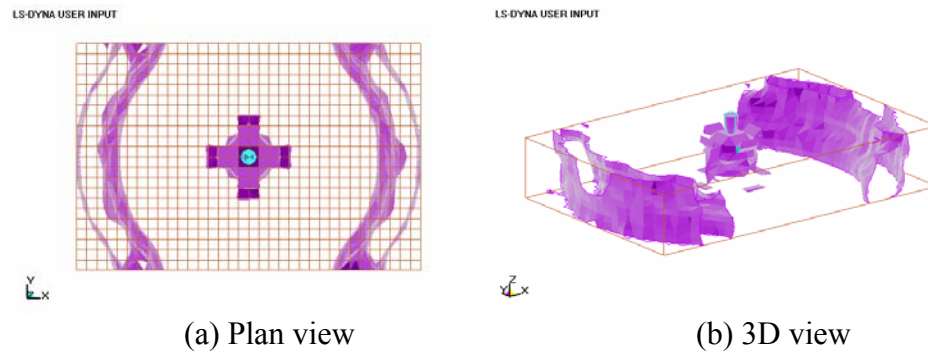 LS-DYNA USER INPUT
Y
Z X
(a) Plan view
LS-DYNA USER INPUT
Z
Y X
(b) 3D view